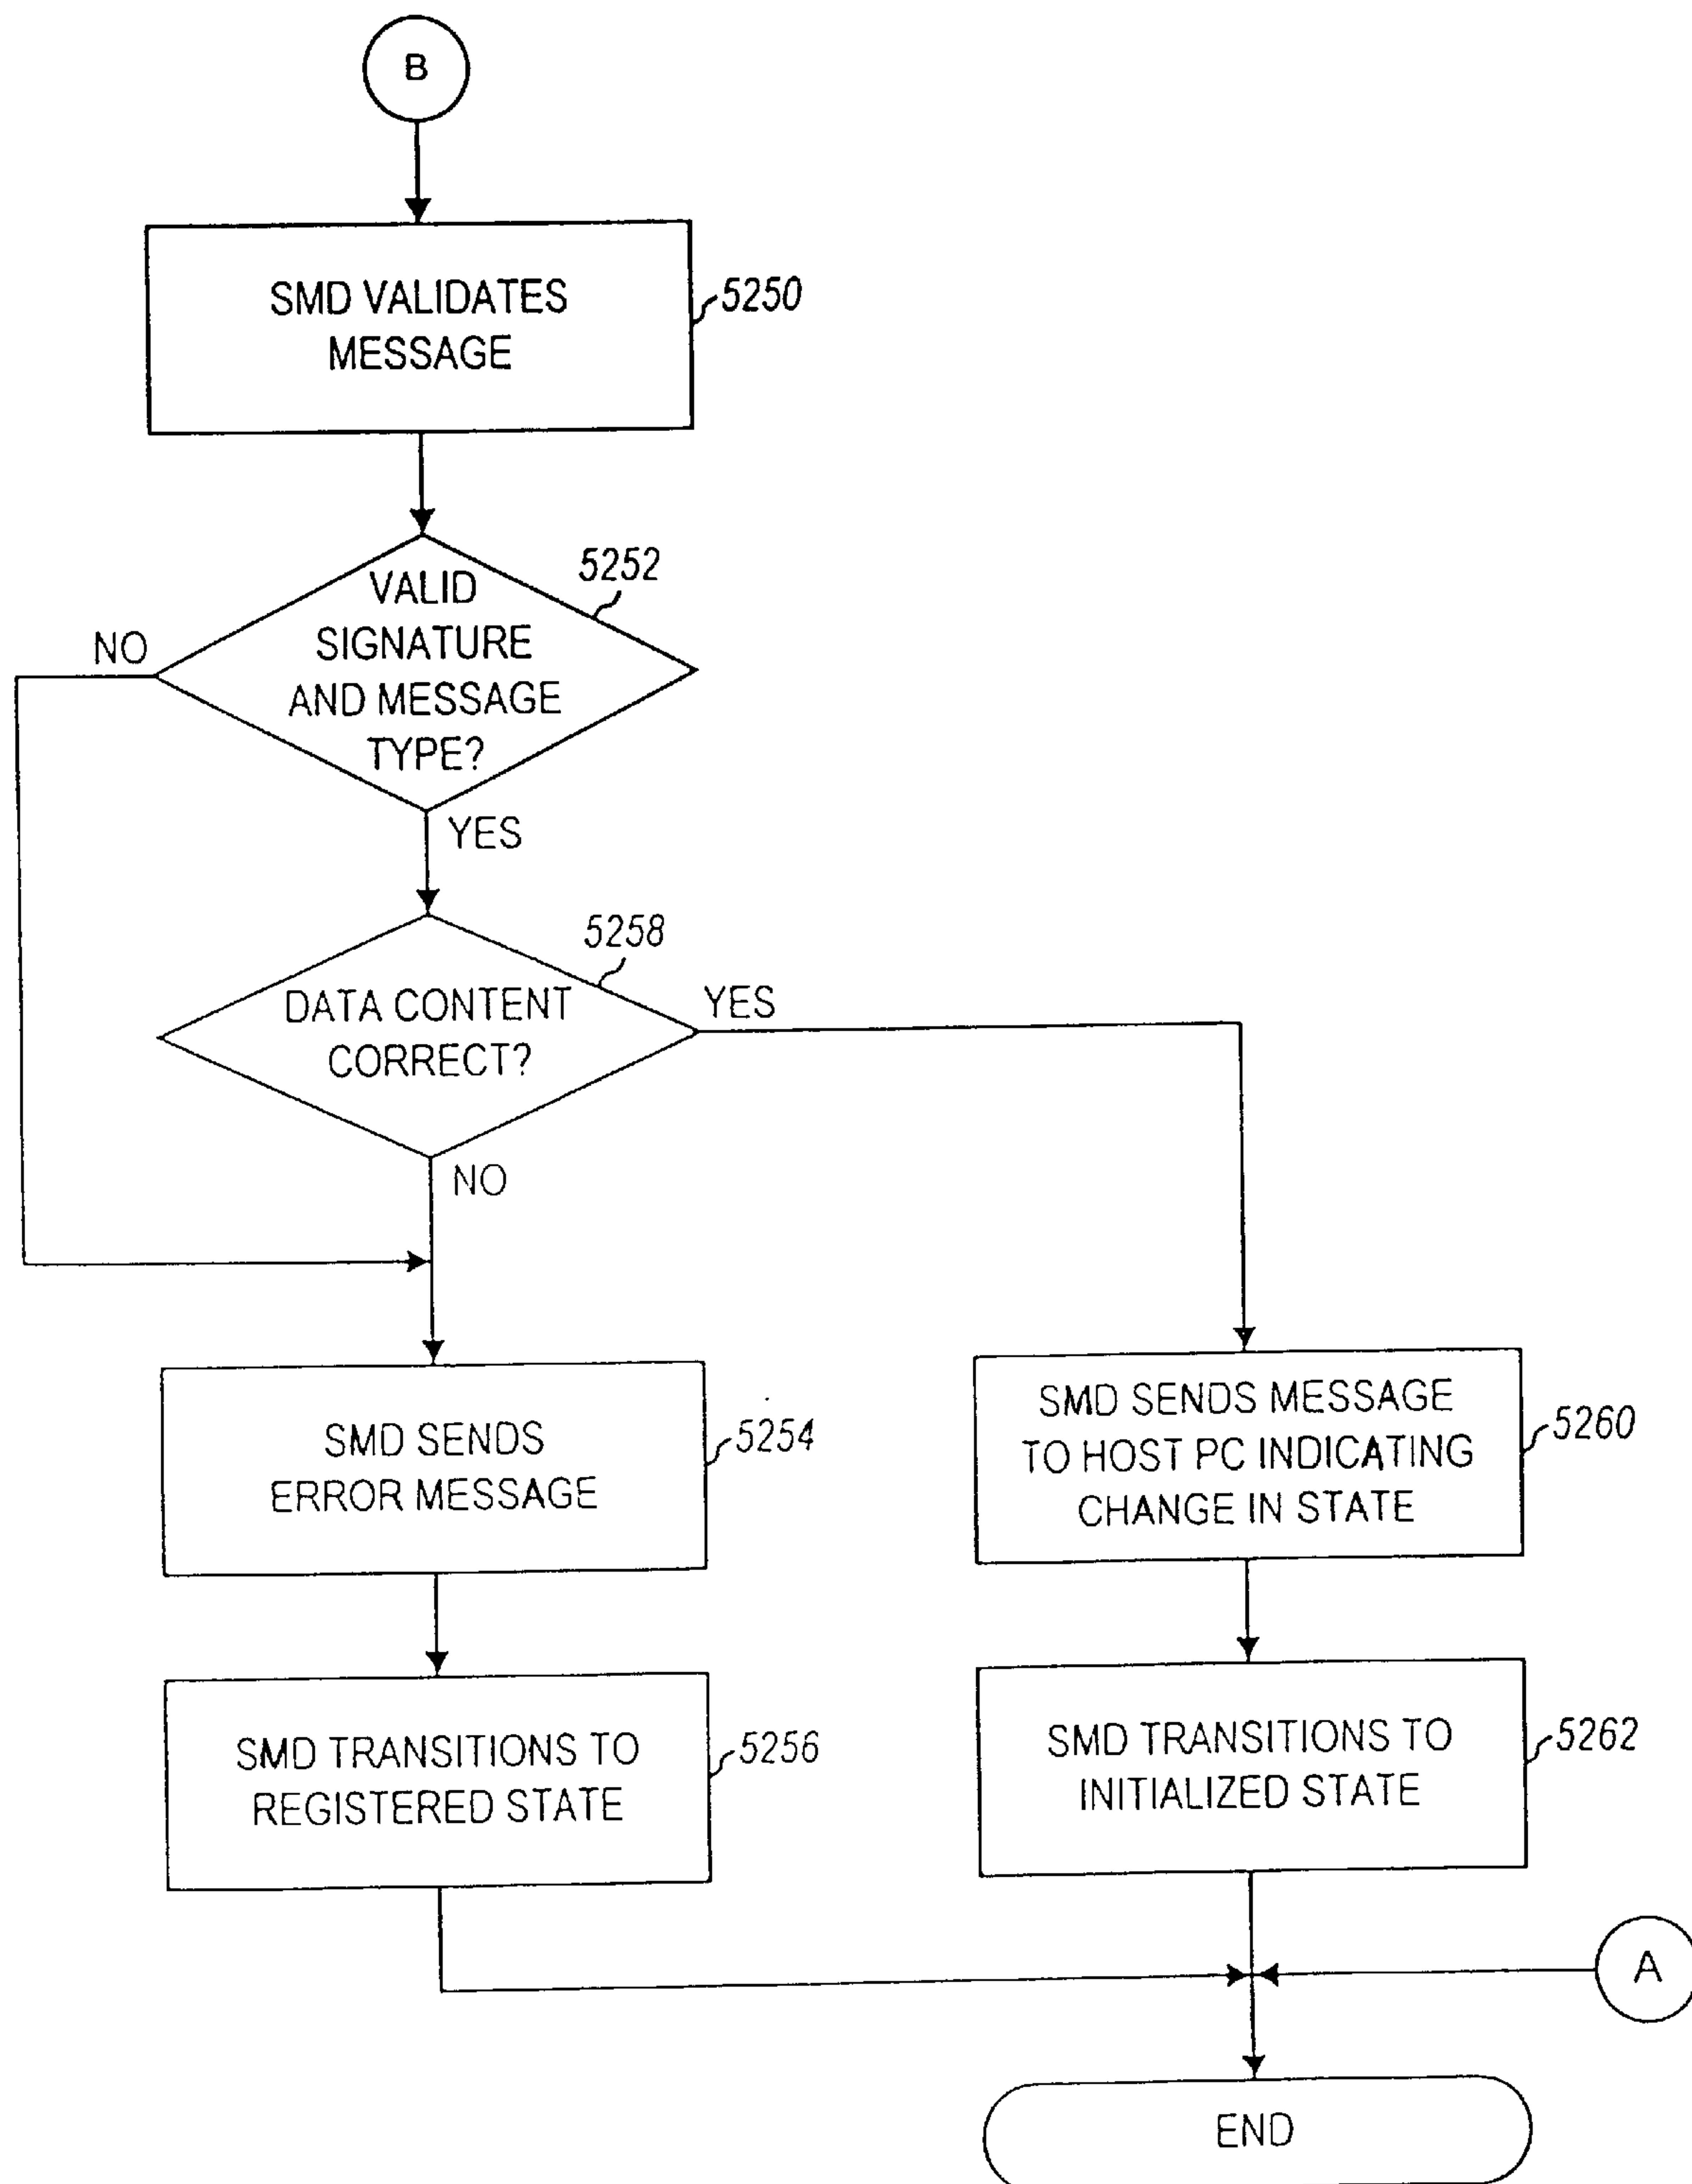 B
SMD VALIDATES
MESSAGE
5250
VALID
SIGNATURE
AND MESSAGE
TYPE?
5252
NO
YES
DATA CONTENT
CORRECT?
5258
YES
NO
SMD SENDS
ERROR MESSAGE
5254
SMD SENDS MESSAGE
TO HOST PC INDICATING
CHANGE IN STATE
5260
SMD TRANSITIONS TO
REGISTERED STATE
5256
SMD TRANSITIONS TO
INITIALIZED STATE
5262
A
END